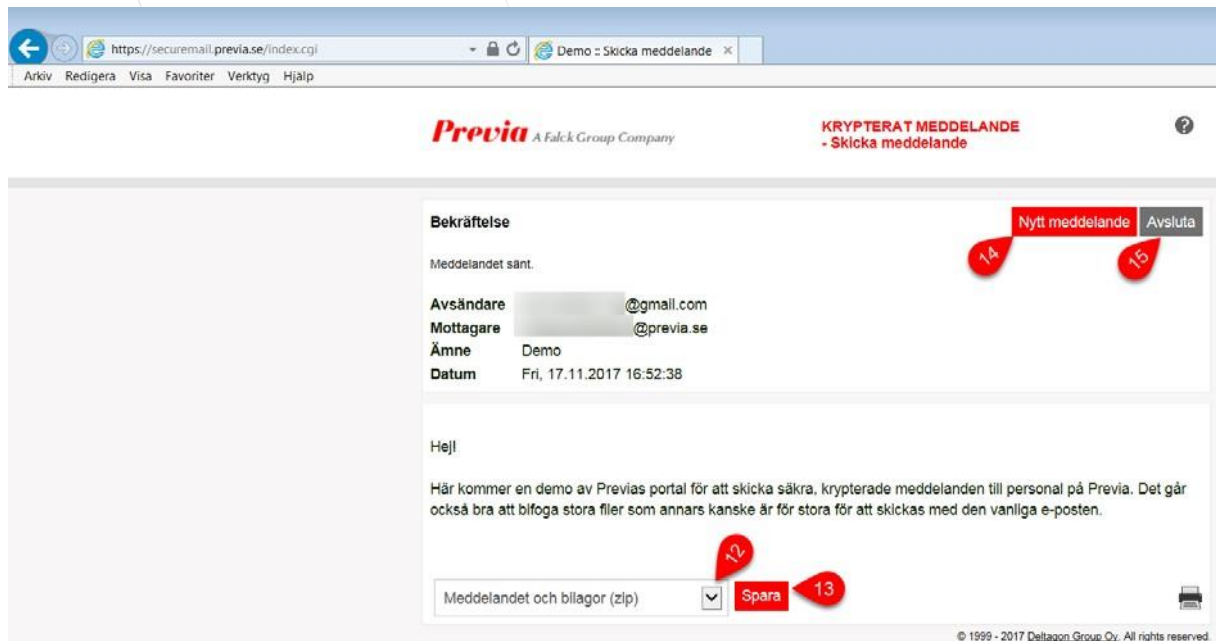 https://securemail.previa.se/index.cgi
Demo :: Skicka meddelande
Arkiv Redigera Visa Favoriter Verktyg Hjälp
Previa A Falck Group Company
KRYPTERAT MEDDELANDE
- Skicka meddelande
?
Bekräftelse
Nytt meddelande
Avsluta
14
15
Meddelandet sänt.
Avsändare @gmail.com
Mottagare @previa.se
Ämne Demo
Datum Fri, 17.11.2017 16:52:38
Hej!
Här kommer en demo av Previas portal för att skicka säkra, krypterade meddelanden till personal på Previa. Det går
också bra att bifoga stora filer som annars kanske är för stora för att skickas med den vanliga e-posten.
12
Meddelandet och bilagor (zip)
Spara
13
© 1999 - 2017 Deltagon Group Oy. All rights reserved.